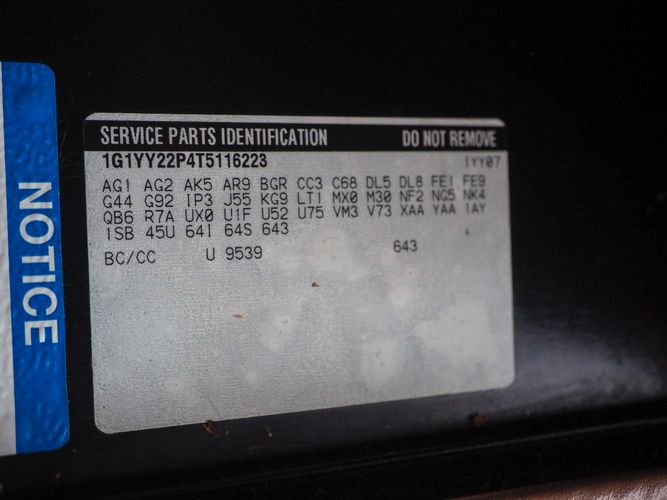 NOTICE
SERVICE PARTS IDENTIFICATION DO NOT REMOVE
1G1YY22P4T5116223 1YY07
AG1 AG2 AK5 AR9 BGR CC3 C68 DL5 DL8 FE1 FE9
G44 G92 IP3 J55 KG9 LT1 MX0 M30 NF2 NG5 NK4
QB6 R7A UX0 U1F U52 U75 VM3 V73 XAA YAA 1AY
1SB 45U 64I 64S 643
BC/CC U 9539 643